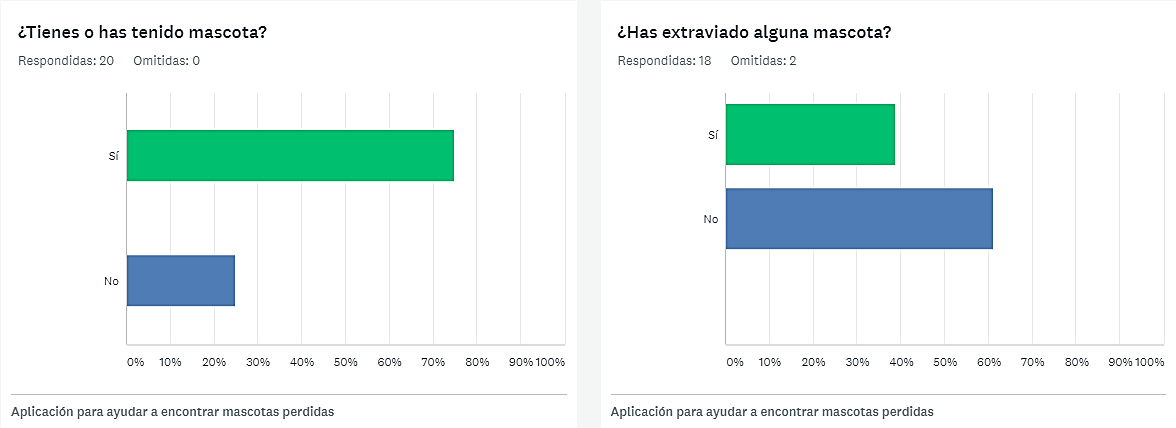 ¿Tienes o has tenido mascota?
Respondidas: 20 Omitidas: 0
Sí
No
0% 10% 20% 30% 40% 50% 60% 70% 80% 90% 100%
Aplicación para ayudar a encontrar mascotas perdidas
¿Has extraviado alguna mascota?
Respondidas: 18 Omitidas: 2
Sí
No
0% 10% 20% 30% 40% 50% 60% 70% 80% 90% 100%
Aplicación para ayudar a encontrar mascotas perdidas